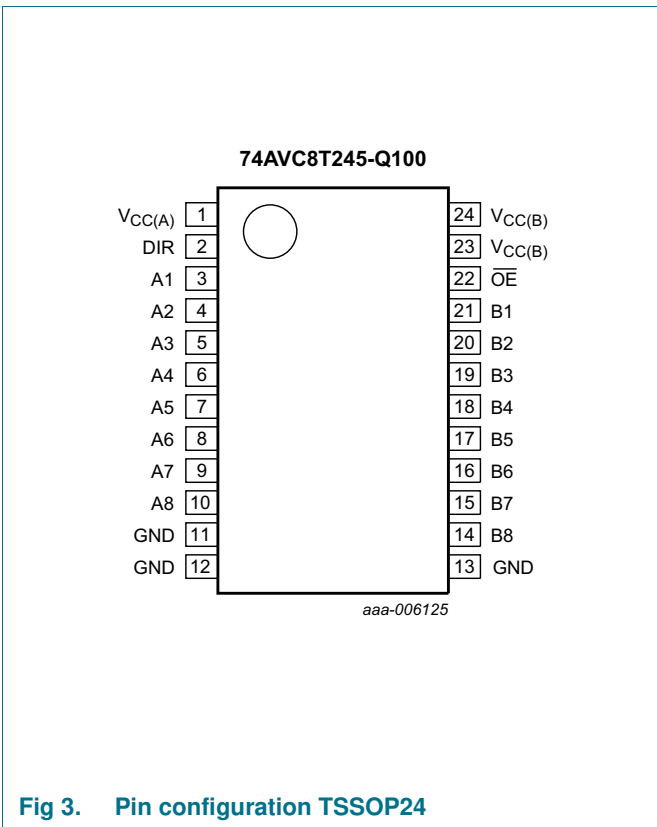 74AVC8T245-Q100
VCC(A) 1 24 VCC(B)
DIR 2 23 VCC(B)
A1 3 22 O̅E̅
A2 4 21 B1
A3 5 20 B2
A4 6 19 B3
A5 7 18 B4
A6 8 17 B5
A7 9 16 B6
A8 10 15 B7
GND 11 14 B8
GND 12 13 GND
aaa-006125
Fig 3. Pin configuration TSSOP24